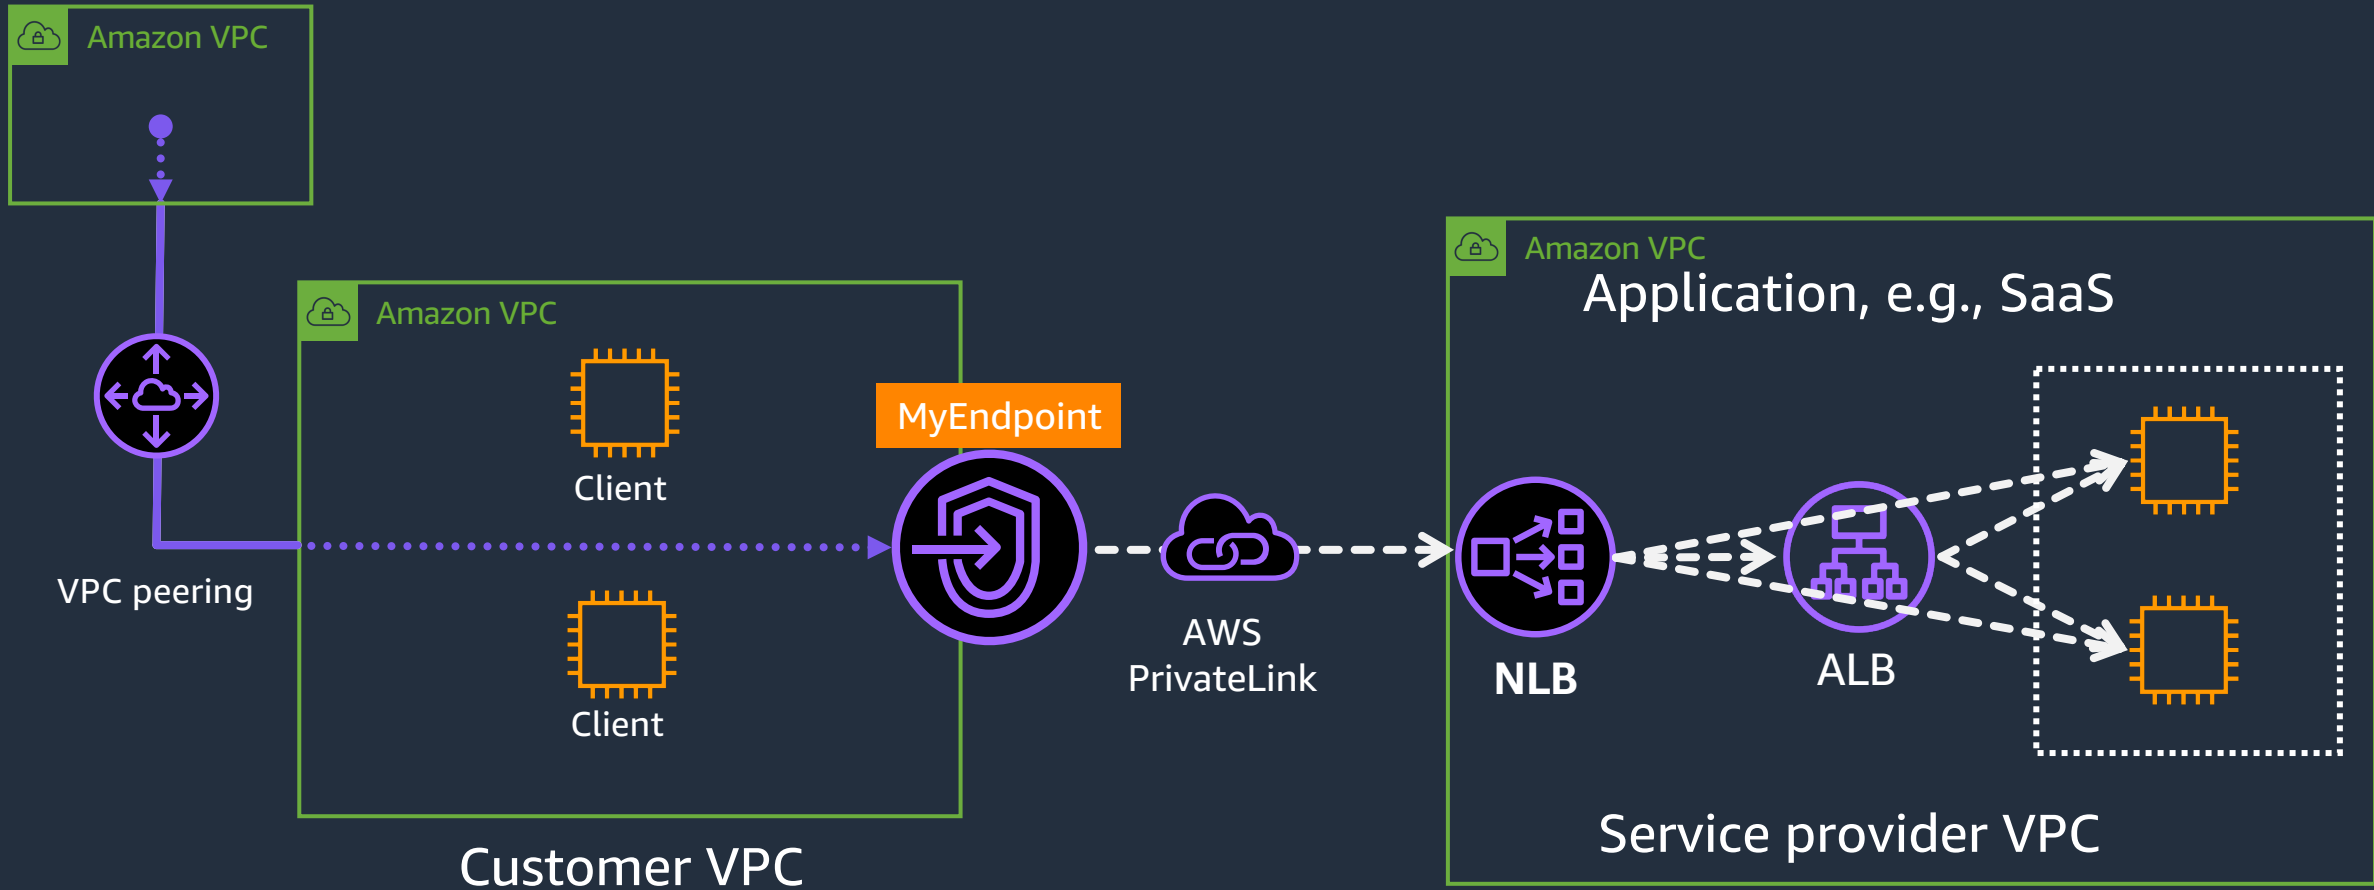 Amazon VPC
Amazon VPC
Application, e.g., SaaS
Amazon VPC
MyEndpoint
Client
VPC peering
AWS
PrivateLink
NLB
ALB
Client
Service provider VPC
Customer VPC